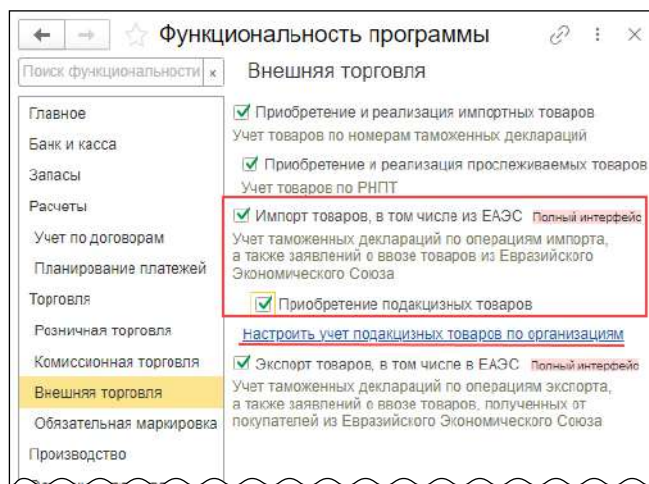 Функциональность программы
Поиск функциональности
Внешняя торговля
Главное
Банк и касса
Запасы
Расчеты
Учет по договорам
Планирование платежей
Торговля
Розничная торговля
Комиссионная торговля
Внешняя торговля
Обязательная маркировка
Производство
Приобретение и реализация импортных товаров
Учет товаров по номерам таможенных деклараций
Приобретение и реализация прослеживаемых товаров
Учет товаров по РНПТ
Импорт товаров, в том числе из ЕАЭС Полный интерфейс
Учет таможенных деклараций по операциям импорта,
а также заявлений о ввозе товаров из Евразийского
Экономического Союза
Приобретение подакцизных товаров
Настроить учет подакцизных товаров по организациям
Экспорт товаров, в том числе в ЕАЭС Полный интерфейс
Учет таможенных деклараций по операциям экспорта,
а также заявлений о ввозе товаров, полученных от
покупателей из Евразийского Экономического Союза